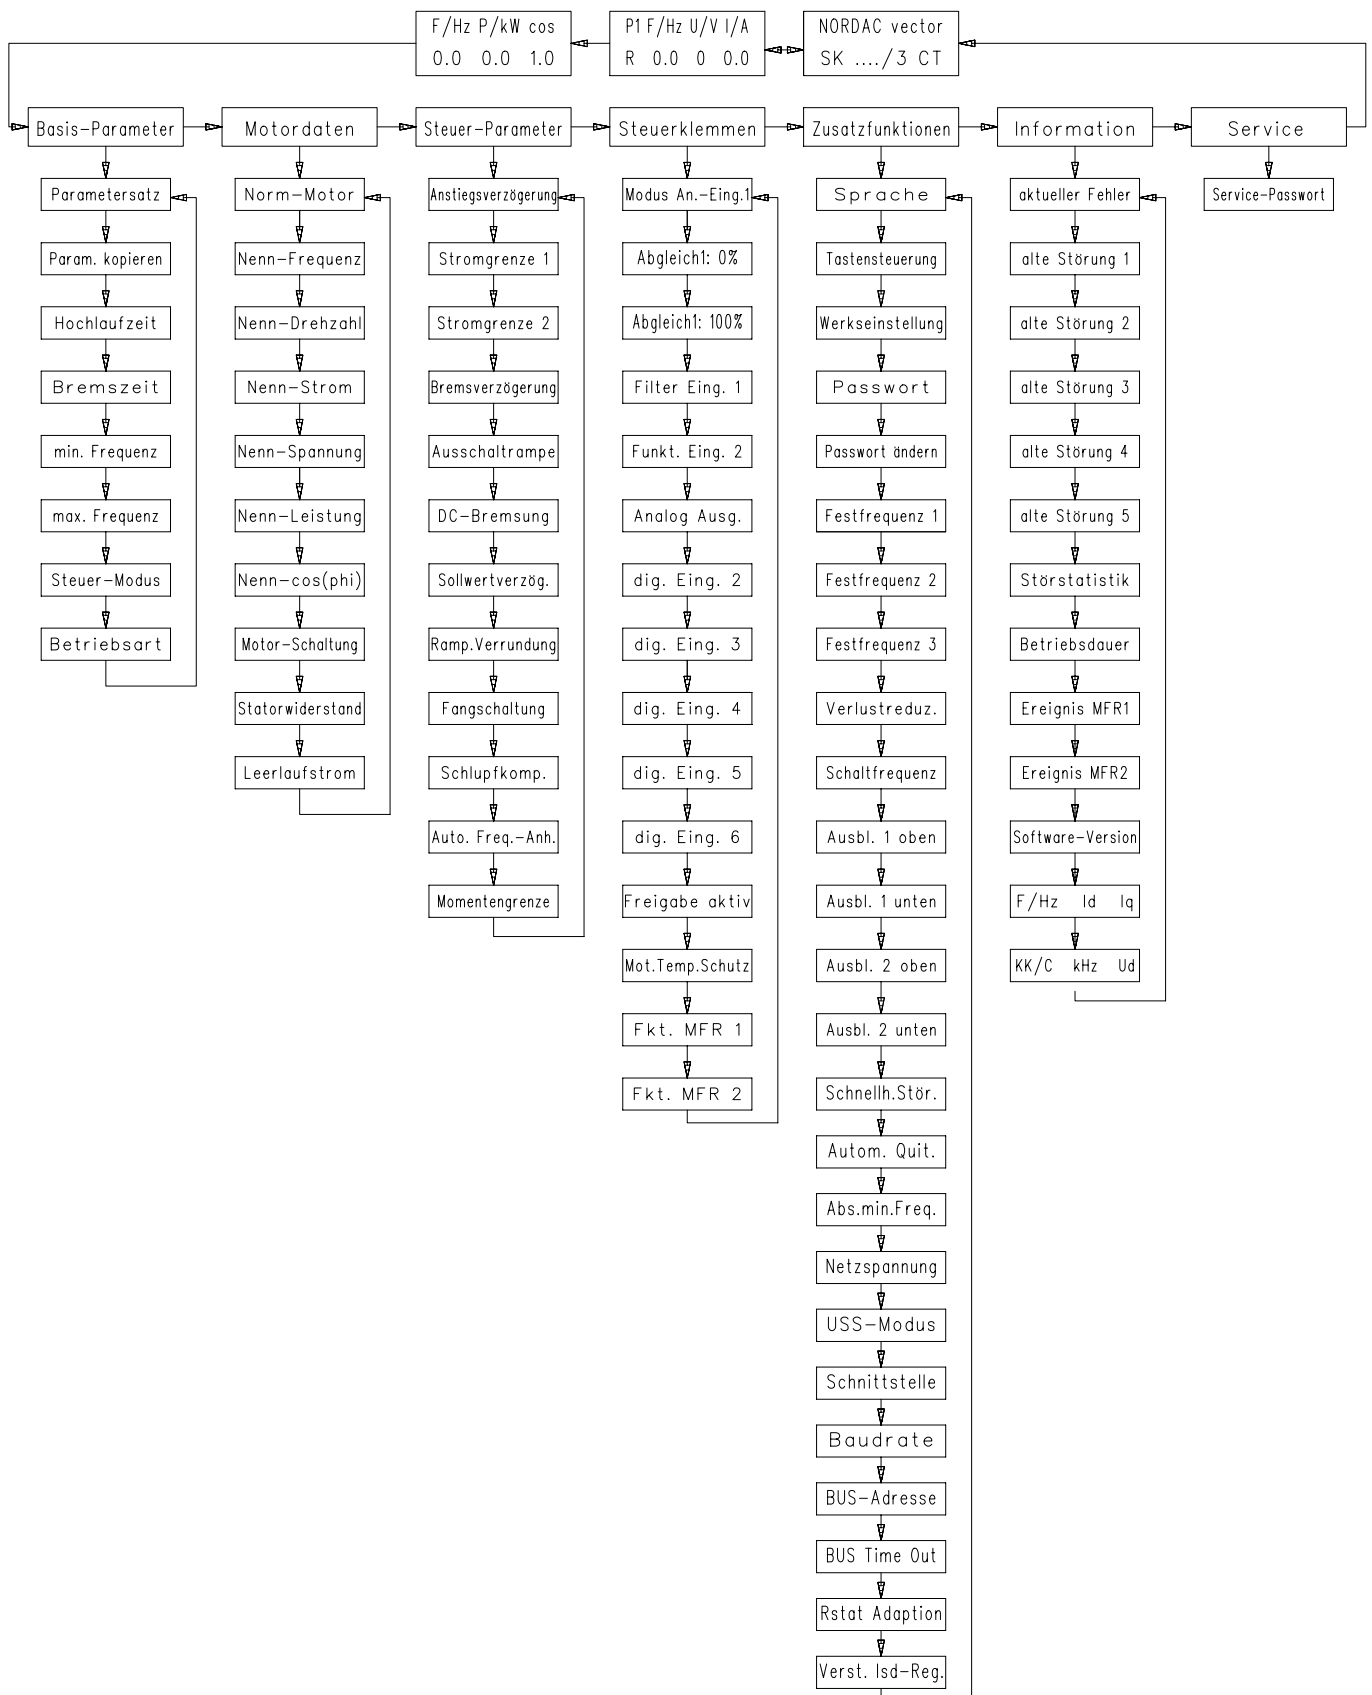 F/Hz P/kW cos
0.0 0.0 1.0
P1 F/Hz U/V I/A
R 0.0 0 0.0
NORDAC vector
SK ..../3 CT
Basis-Parameter
Motordaten
Steuer-Parameter
Steuerklemmen
Zusatzfunktionen
Information
Service
Parametersatz
Param. kopieren
Hochlaufzeit
Bremszeit
min. Frequenz
max. Frequenz
Steuer-Modus
Betriebsart
Norm-Motor
Nenn-Frequenz
Nenn-Drehzahl
Nenn-Strom
Nenn-Spannung
Nenn-Leistung
Nenn-cos(phi)
Motor-Schaltung
Statorwiderstand
Leerlaufstrom
Anstiegsverzögerung
Stromgrenze 1
Stromgrenze 2
Bremsverzögerung
Ausschaltrampe
DC-Bremsung
Sollwertverzög.
Ramp.Verrundung
Fangschaltung
Schlupfkomp.
Auto. Freq.-Anh.
Momentengrenze
Modus An.-Eing.1
Abgleich1: 0%
Abgleich1: 100%
Filter Eing. 1
Funkt. Eing. 2
Analog Ausg.
dig. Eing. 2
dig. Eing. 3
dig. Eing. 4
dig. Eing. 5
dig. Eing. 6
Freigabe aktiv
Mot.Temp.Schutz
Fkt. MFR 1
Fkt. MFR 2
Sprache
Tastensteuerung
Werkseinstellung
Passwort
Passwort ändern
Festfrequenz 1
Festfrequenz 2
Festfrequenz 3
Verlustreduz.
Schaltfrequenz
Ausbl. 1 oben
Ausbl. 1 unten
Ausbl. 2 oben
Ausbl. 2 unten
Schnellh.Stör.
Autom. Quit.
Abs.min.Freq.
Netzspannung
USS-Modus
Schnittstelle
Baudrate
BUS-Adresse
BUS Time Out
Rstat Adaption
Verst. Isd-Reg.
aktueller Fehler
alte Störung 1
alte Störung 2
alte Störung 3
alte Störung 4
alte Störung 5
Störstatistik
Betriebsdauer
Ereignis MFR1
Ereignis MFR2
Software-Version
F/Hz Id Iq
KK/C kHz Ud
Service-Passwort